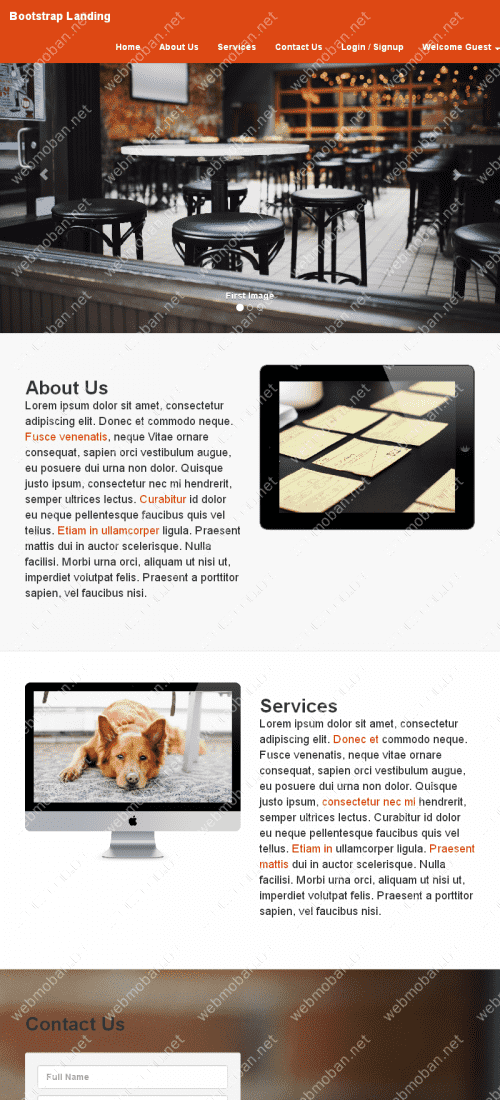 Bootstrap Landing
Home About Us Services Contact Us Login / Signup Welcome Guest
First Image
About Us
Lorem ipsum dolor sit amet, consectetur
adipiscing elit. Donec et commodo neque.
Fusce venenatis, neque Vitae ornare
consequat, sapien orci vestibulum augue,
eu posuere dui urna non dolor. Quisque
justo ipsum, consectetur nec mi hendrerit,
semper ultrices lectus. Curabitur id dolor
eu neque pellentesque faucibus quis vel
tellus. Etiam in ullamcorper ligula. Praesent
mattis dui in auctor scelerisque. Nulla
facilisi. Morbi urna orci, aliquam ut nisi ut,
imperdiet volutpat felis. Praesent a porttitor
sapien, vel faucibus nisi.
Services
Lorem ipsum dolor sit amet, consectetur
adipiscing elit. Donec et commodo neque.
Fusce venenatis, neque vitae ornare
consequat, sapien orci vestibulum augue,
eu posuere dui urna non dolor. Quisque
justo ipsum, consectetur nec mi hendrerit,
semper ultrices lectus. Curabitur id dolor
eu neque pellentesque faucibus quis vel
tellus. Etiam in ullamcorper ligula. Praesent
mattis dui in auctor scelerisque. Nulla
facilisi. Morbi urna orci, aliquam ut nisi ut,
imperdiet volutpat felis. Praesent a porttitor
sapien, vel faucibus nisi.
Contact Us
Full Name
webmoban.net